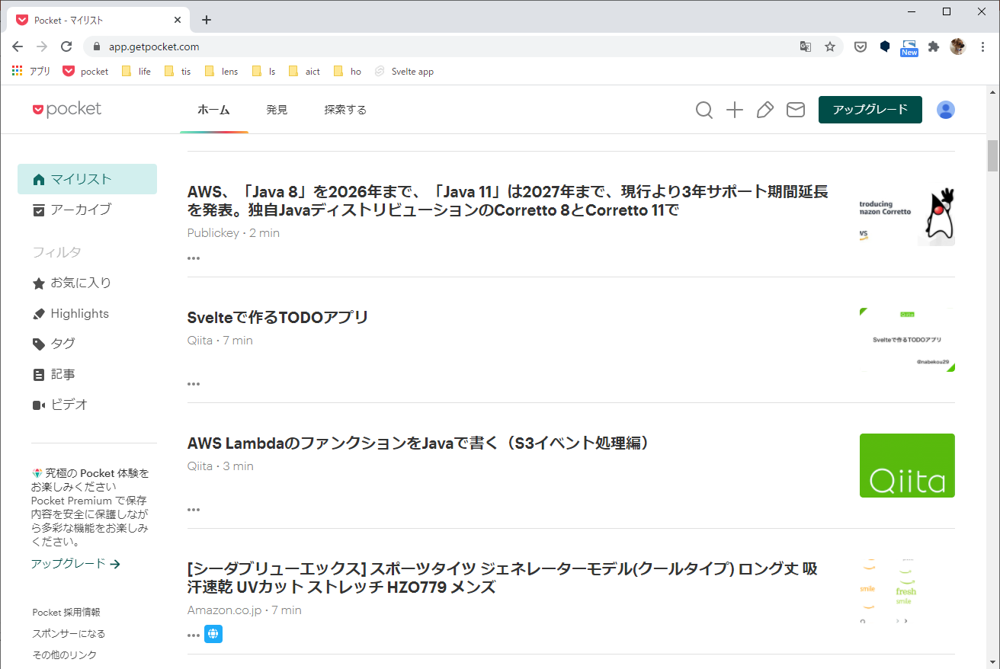 Pocket - マイリスト
app.getpocket.com
New
アプリ pocket life tis lens ls aict ho Svelte app
pocket ホーム 発見 探索する アップグレード
マイリスト
アーカイブ
フィルタ
お気に入り
Highlights
タグ
記事
ビデオ
究極の Pocket 体験を
お楽しみください
Pocket Premium で保存
内容を安全に保護しなが
ら多彩な機能をお楽しみ
ください。
アップグレード →
Pocket 採用情報
スポンサーになる
その他のリンク
AWS、「Java 8」を2026年まで、「Java 11」は2027年まで、現行より3年サポート期間延長
を発表。独自JavaディストリビューションのCorretto 8とCorretto 11で
Publickey · 2 min
troducing
mazon Corretto
ws
Svelteで作るTODOアプリ
Qiita · 7 min
Qiita
Svelteで作るTODOアプリ
@nabekou29
AWS LambdaのファンクションをJavaで書く（S3イベント処理編）
Qiita · 3 min
Qiita
[シーダブリューエックス] スポーツタイツ ジェネレーターモデル(クールタイプ) ロング丈 吸
汗速乾 UVカット ストレッチ HZO779 メンズ
Amazon.co.jp · 7 min
smile
fresh
smile